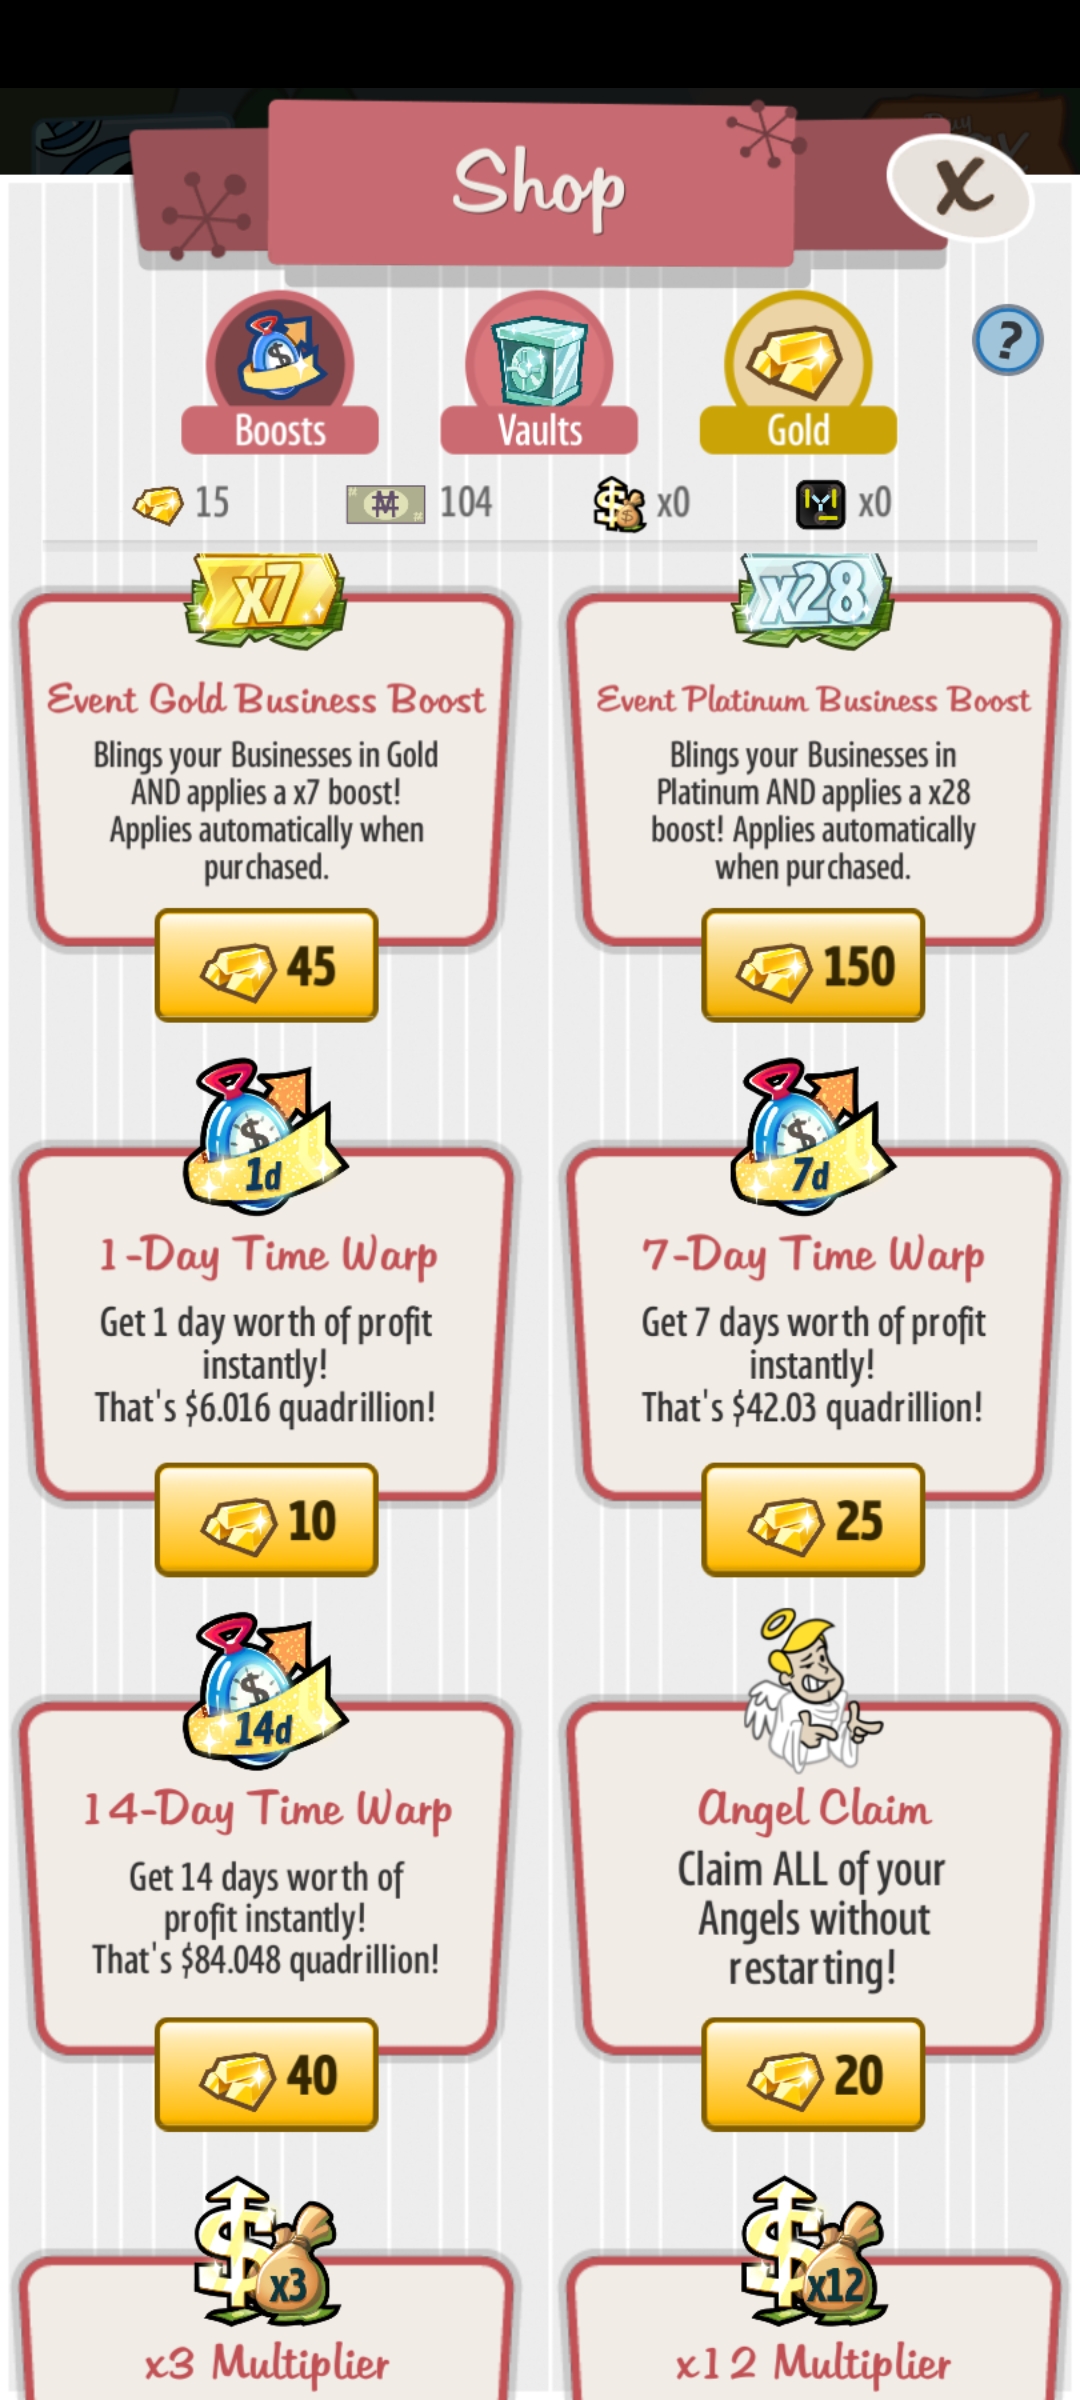 Shop
x
Boosts
Vaults
Gold
?
15
104
x0
x0
x7
Event Gold Business Boost
Blings your Businesses in Gold
AND applies a x7 boost!
Applies automatically when
purchased.
45
x28
Event Platinum Business Boost
Blings your Businesses in
Platinum AND applies a x28
boost! Applies automatically
when purchased.
150
1d
1-Day Time Warp
Get 1 day worth of profit
instantly!
That's $6.016 quadrillion!
10
7d
7-Day Time Warp
Get 7 days worth of profit
instantly!
That's $42.03 quadrillion!
25
14d
14-Day Time Warp
Get 14 days worth of
profit instantly!
That's $84.048 quadrillion!
40
Angel Claim
Claim ALL of your
Angels without
restarting!
20
x3
x3 Multiplier
x12
x12 Multiplier